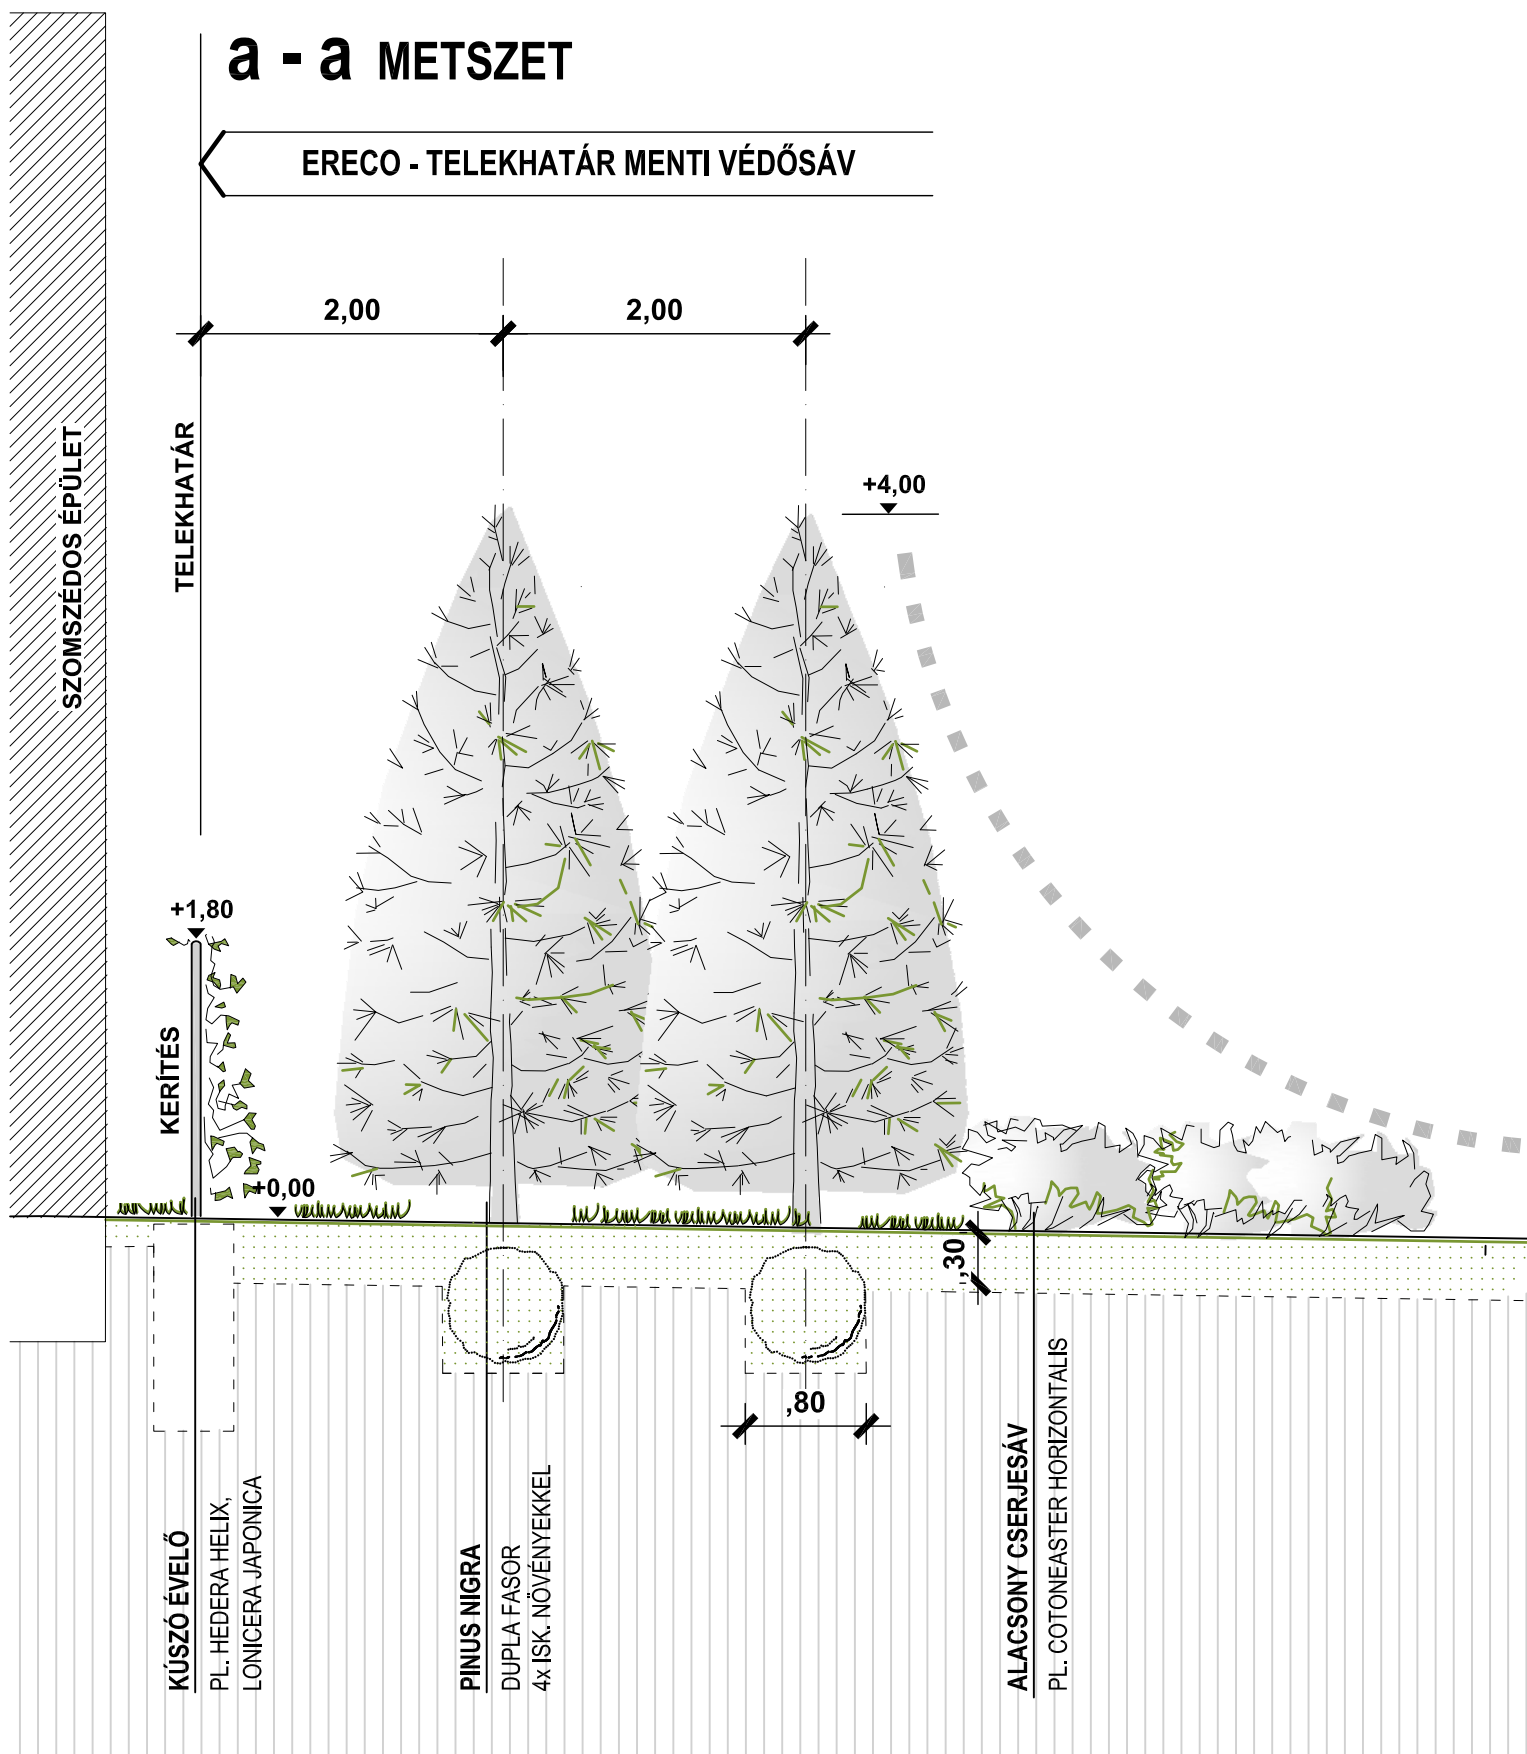 a - a METSZET
ERECO - TELEKHATÁR MENTI VÉDŐSÁV
2,00
2,00
SZOMSZÉDOS ÉPÜLET
TELEKHATÁR
+4,00
+1,80
KERÍTÉS
+0,00
,30
,80
KÚSZÓ ÉVELŐ
PL. HEDERA HELIX,
LONICERA JAPONICA
PINUS NIGRA
DUPLA FASOR
4x ISK. NÖVÉNYEKKEL
ALACSONY CSERJESÁV
PL. COTONEASTER HORIZONTALIS